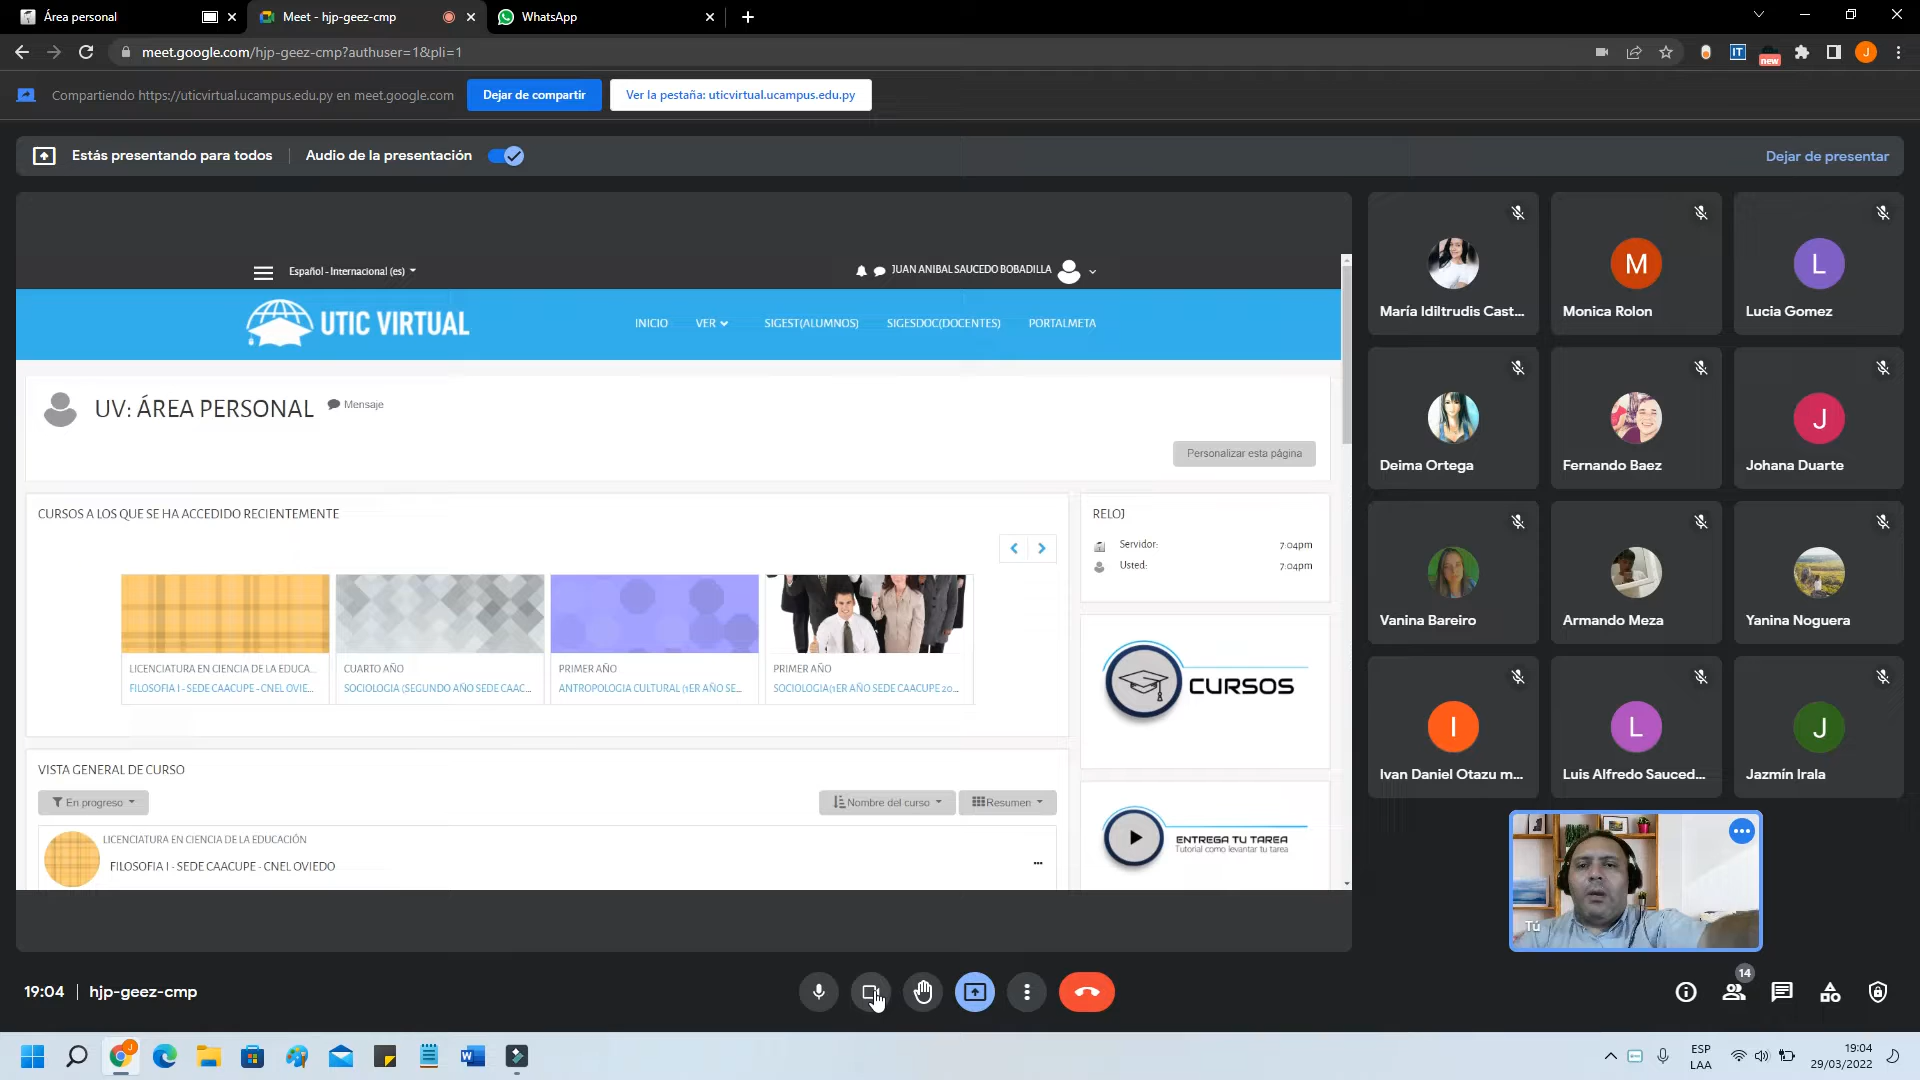 Área personal
Meet - hjp-geez-cmp
WhatsApp
meet.google.com/hjp-geez-cmp?authuser=1&pli=1
IT
new
J
Compartiendo https://uticvirtual.ucampus.edu.py en meet.google.com
Dejar de compartir
Ver la pestaña: uticvirtual.ucampus.edu.py
Estás presentando para todos
Audio de la presentación
Dejar de presentar
Español - Internacional (es)
JUAN ANIBAL SAUCEDO BOBADILLA
UTIC VIRTUAL
INICIO
VER
SIGEST(ALUMNOS)
SIGESDOC(DOCENTES)
PORTALMETA
UV: ÁREA PERSONAL
Mensaje
Personalizar esta página
CURSOS A LOS QUE SE HA ACCEDIDO RECIENTEMENTE
LICENCIATURA EN CIENCIA DE LA EDUCA...
FILOSOFIA I - SEDE CAACUPE - CNEL OVIE...
CUARTO AÑO
SOCIOLOGIA (SEGUNDO AÑO SEDE CAAC...
PRIMER AÑO
ANTROPOLOGIA CULTURAL (1ER AÑO SE...
PRIMER AÑO
SOCIOLOGIA(1ER AÑO SEDE CAACUPE 20...
RELOJ
Servidor: 7:04pm
Usted: 7:04pm
CURSOS
ENTREGA TU TAREA
Tutorial como levantar tu tarea
VISTA GENERAL DE CURSO
En progreso
Nombre del curso
Resumen
LICENCIATURA EN CIENCIA DE LA EDUCACIÓN
FILOSOFIA I - SEDE CAACUPE - CNEL OVIEDO
María Idiltrudis Cast...
M
Monica Rolon
L
Lucia Gomez
Deima Ortega
Fernando Baez
J
Johana Duarte
Vanina Bareiro
Armando Meza
Yanina Noguera
I
Ivan Daniel Otazu m...
L
Luis Alfredo Sauced...
J
Jazmín Irala
Tú
19:04 | hjp-geez-cmp
14
ESP
LAA
19:04
29/03/2022